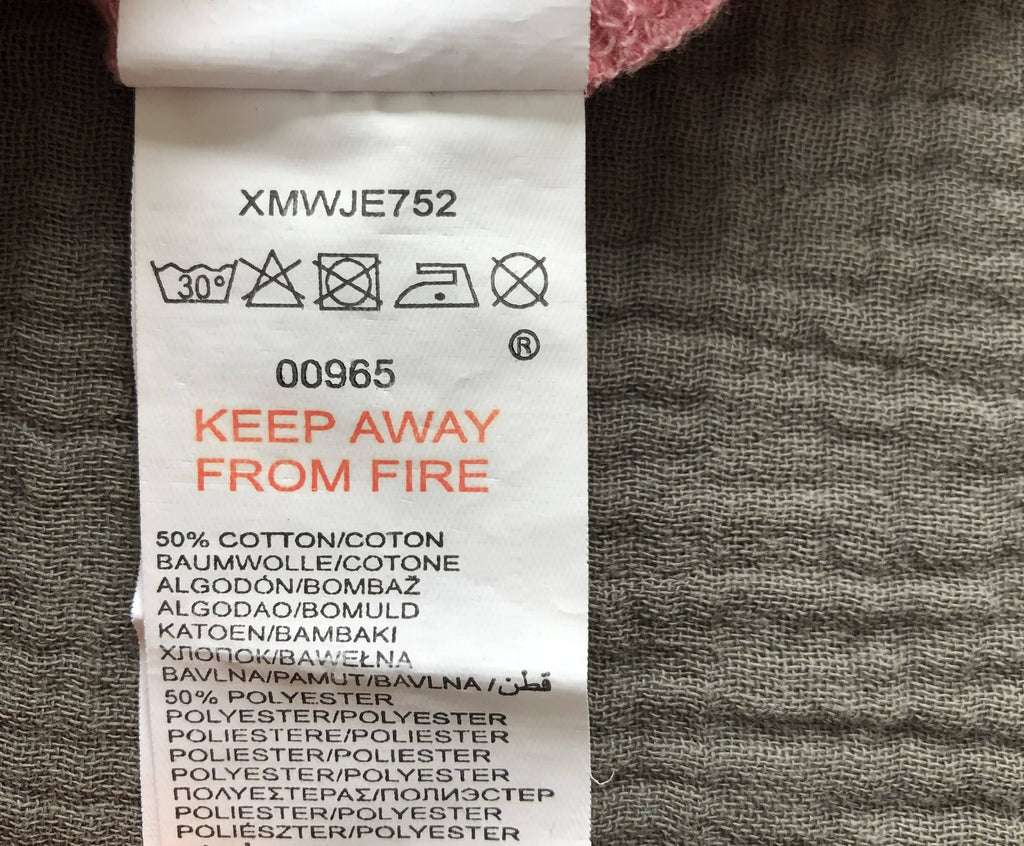 XMWJE752
30°
®
00965
KEEP AWAY
FROM FIRE
50% COTTON/COTON
BAUMWOLLE/COTONE
ALGODÓN/BOMBAŽ
ALGODAO/BOMULD
KATOEN/BAMBAKI
ХЛОПОК/BAWEŁNA
BAVLNA/PAMUT/BAVLNA / قطن
50% POLYESTER
POLYESTER/POLYESTER
POLIESTERE/POLIESTER
POLIESTER/POLIESTER
POLYESTER/POLYESTER
ΠΟΛΥΕΣΤΕΡΑΣ/ПОЛИЭСТЕР
POLIESTER/POLYESTER
POLIÉSZTER/POLYESTER